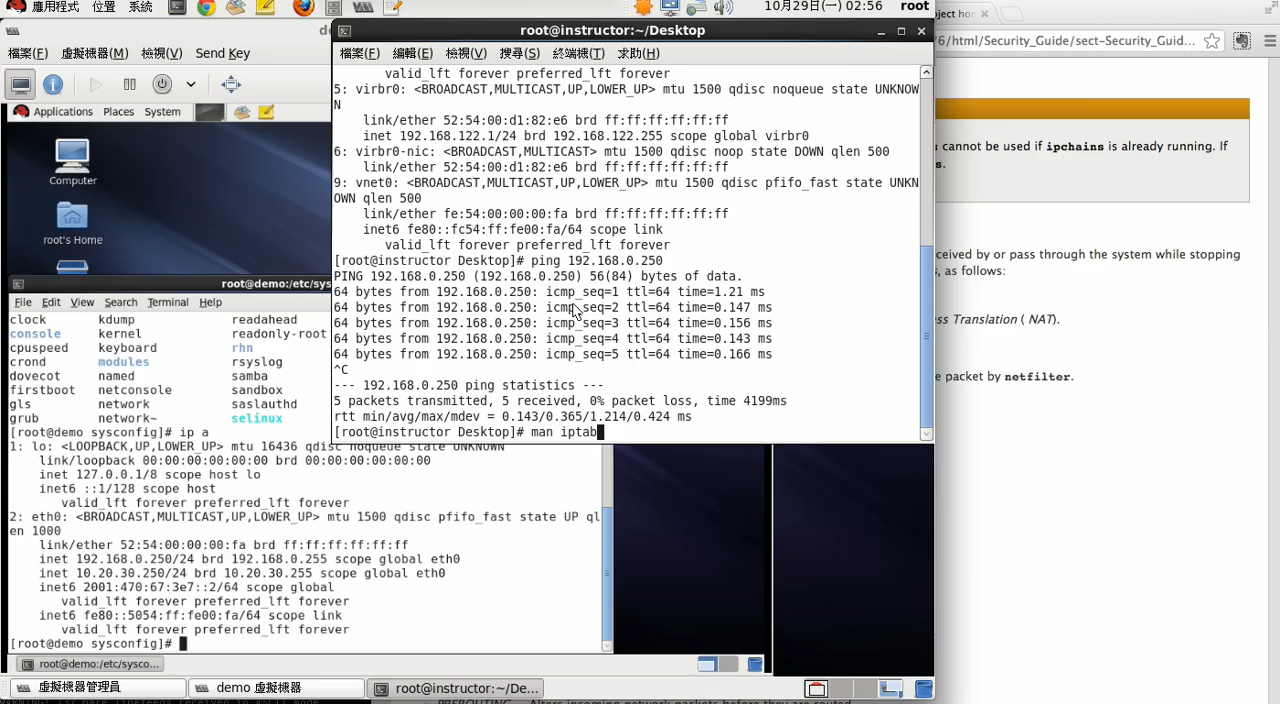 應用程式 位置 系統
10月29日(一) 02:56 root
root@instructor:~/Desktop
檔案(F) 編輯(E) 檢視(V) 搜尋(S) 終端機(T) 求助(H)
valid_lft forever preferred_lft forever
5: virbr0: <BROADCAST,MULTICAST,UP,LOWER_UP> mtu 1500 qdisc noqueue state UNKNOW
N
link/ether 52:54:00:d1:82:e6 brd ff:ff:ff:ff:ff:ff
inet 192.168.122.1/24 brd 192.168.122.255 scope global virbr0
6: virbr0-nic: <BROADCAST,MULTICAST> mtu 1500 qdisc noop state DOWN qlen 500
link/ether 52:54:00:d1:82:e6 brd ff:ff:ff:ff:ff:ff
9: vnet0: <BROADCAST,MULTICAST,UP,LOWER_UP> mtu 1500 qdisc pfifo_fast state UNKN
OWN qlen 500
link/ether fe:54:00:00:00:fa brd ff:ff:ff:ff:ff:ff
inet6 fe80::fc54:ff:fe00:fa/64 scope link
valid_lft forever preferred_lft forever
[root@instructor Desktop]# ping 192.168.0.250
PING 192.168.0.250 (192.168.0.250) 56(84) bytes of data.
64 bytes from 192.168.0.250: icmp_seq=1 ttl=64 time=1.21 ms
64 bytes from 192.168.0.250: icmp_seq=2 ttl=64 time=0.147 ms
64 bytes from 192.168.0.250: icmp_seq=3 ttl=64 time=0.156 ms
64 bytes from 192.168.0.250: icmp_seq=4 ttl=64 time=0.143 ms
64 bytes from 192.168.0.250: icmp_seq=5 ttl=64 time=0.166 ms
^C
--- 192.168.0.250 ping statistics ---
5 packets transmitted, 5 received, 0% packet loss, time 4199ms
rtt min/avg/max/mdev = 0.143/0.365/1.214/0.424 ms
[root@instructor Desktop]# man iptab
檔案(F) 虛擬機器(M) 檢視(V) Send Key
Applications Places System
Computer
root's Home
root@demo:/etc/sys
File Edit View Search Terminal Help
clock kdump readahead
console kernel readonly-root
cpuspeed keyboard rhn
crond modules rsyslog
dovecot named samba
firstboot netconsole sandbox
gls network saslauthd
grub network~ selinux
[root@demo sysconfig]# ip a
1: lo: <LOOPBACK,UP,LOWER_UP> mtu 16436 qdisc noqueue state UNKNOWN
link/loopback 00:00:00:00:00:00 brd 00:00:00:00:00:00
inet 127.0.0.1/8 scope host lo
inet6 ::1/128 scope host
valid_lft forever preferred_lft forever
2: eth0: <BROADCAST,MULTICAST,UP,LOWER_UP> mtu 1500 qdisc pfifo_fast state UP ql
en 1000
link/ether 52:54:00:00:00:fa brd ff:ff:ff:ff:ff:ff
inet 192.168.0.250/24 brd 192.168.0.255 scope global eth0
inet 10.20.30.250/24 brd 10.20.30.255 scope global eth0
inet6 2001:470:67:3e7::2/64 scope global
valid_lft forever preferred_lft forever
inet6 fe80::5054:ff:fe00:fa/64 scope link
valid_lft forever preferred_lft forever
[root@demo sysconfig]#
root@demo:/etc/sysco...
虛擬機器管理員 demo 虛擬機器 root@instructor:~/De...
ject hom
/6/html/Security_Guide/sect-Security_Guid...
cannot be used if ipchains is already running. If
ceived by or pass through the system while stopping
, as follows:
ss Translation ( NAT).
e packet by netfilter.
PREROUTING — Alters incoming network packets before they are routed